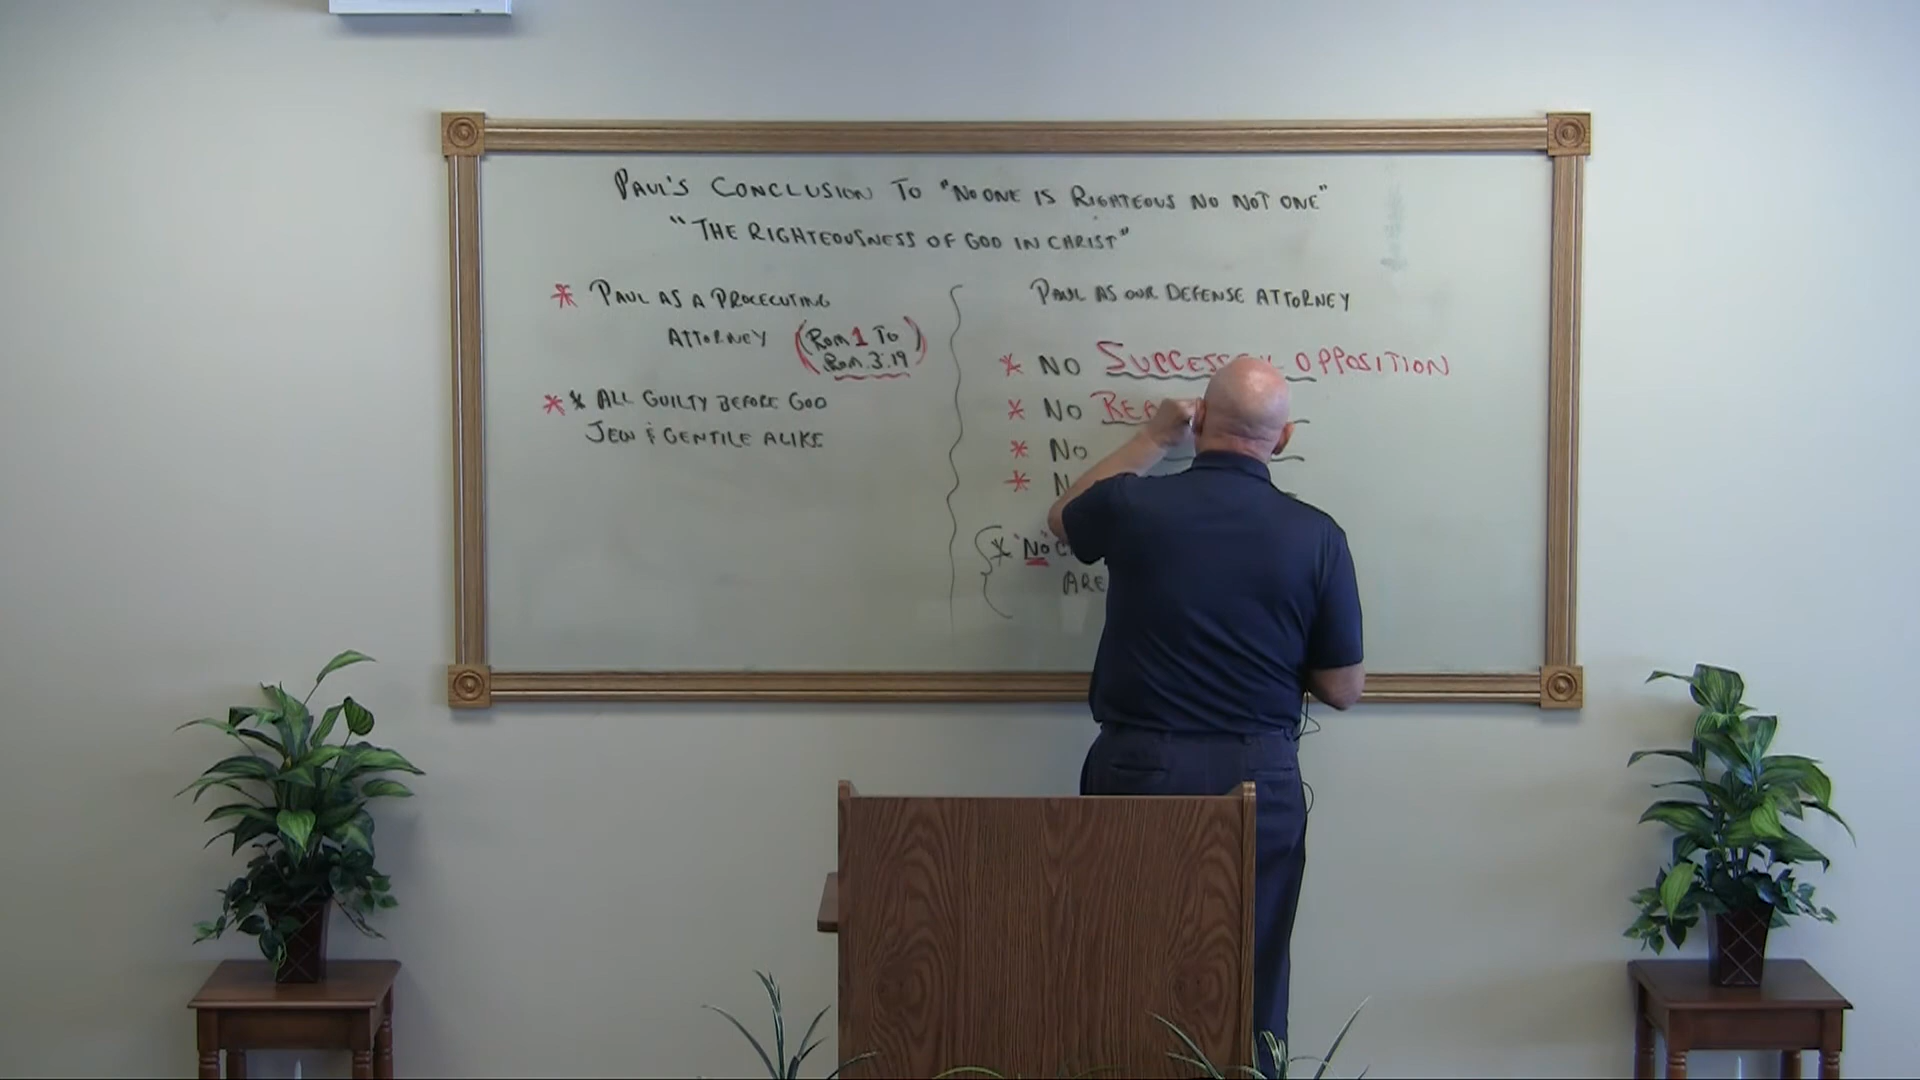 PAUL'S CONCLUSION TO "NO ONE IS RIGHTEOUS NO NOT ONE"
"THE RIGHTEOUSNESS OF GOD IN CHRIST"
* PAUL AS A PROCECUTING
ATTORNEY (Rom 1 To
Rom. 3:19)
* * ALL GUILTY BEFORE GOD
JEW & GENTILE ALIKE
PAUL AS OUR DEFENSE ATTORNEY
* NO OPPOSITION
* NO
* NO
*
* "NO"
ARE